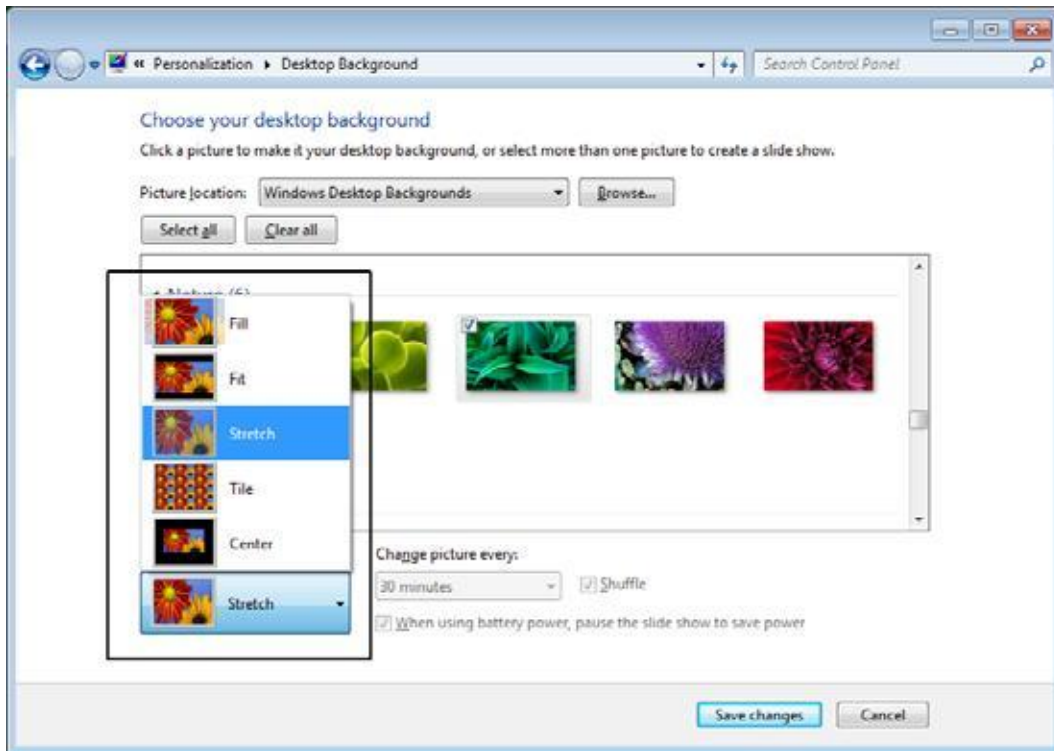 « Personalization ▸ Desktop Background
Search Control Panel
Choose your desktop background
Click a picture to make it your desktop background, or select more than one picture to create a slide show.
Picture location: Windows Desktop Backgrounds Browse...
Select all Clear all
Nature (6)
Fill
Fit
Stretch
Tile
Center
Change picture every:
30 minutes Shuffle
Stretch
When using battery power, pause the slide show to save power
Save changes Cancel